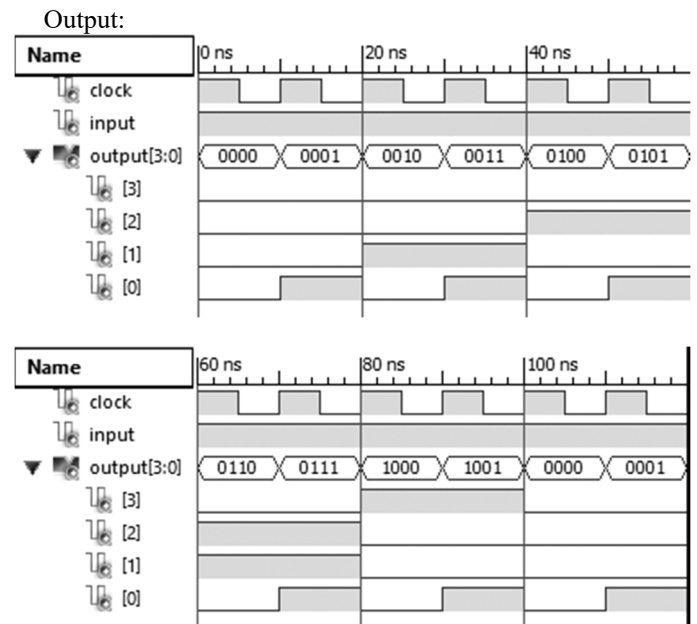 Output:
Name 0 ns 20 ns 40 ns
clock
input
output[3:0] 0000 0001 0010 0011 0100 0101
[3]
[2]
[1]
[0]
Name 60 ns 80 ns 100 ns
clock
input
output[3:0] 0110 0111 1000 1001 0000 0001
[3]
[2]
[1]
[0]